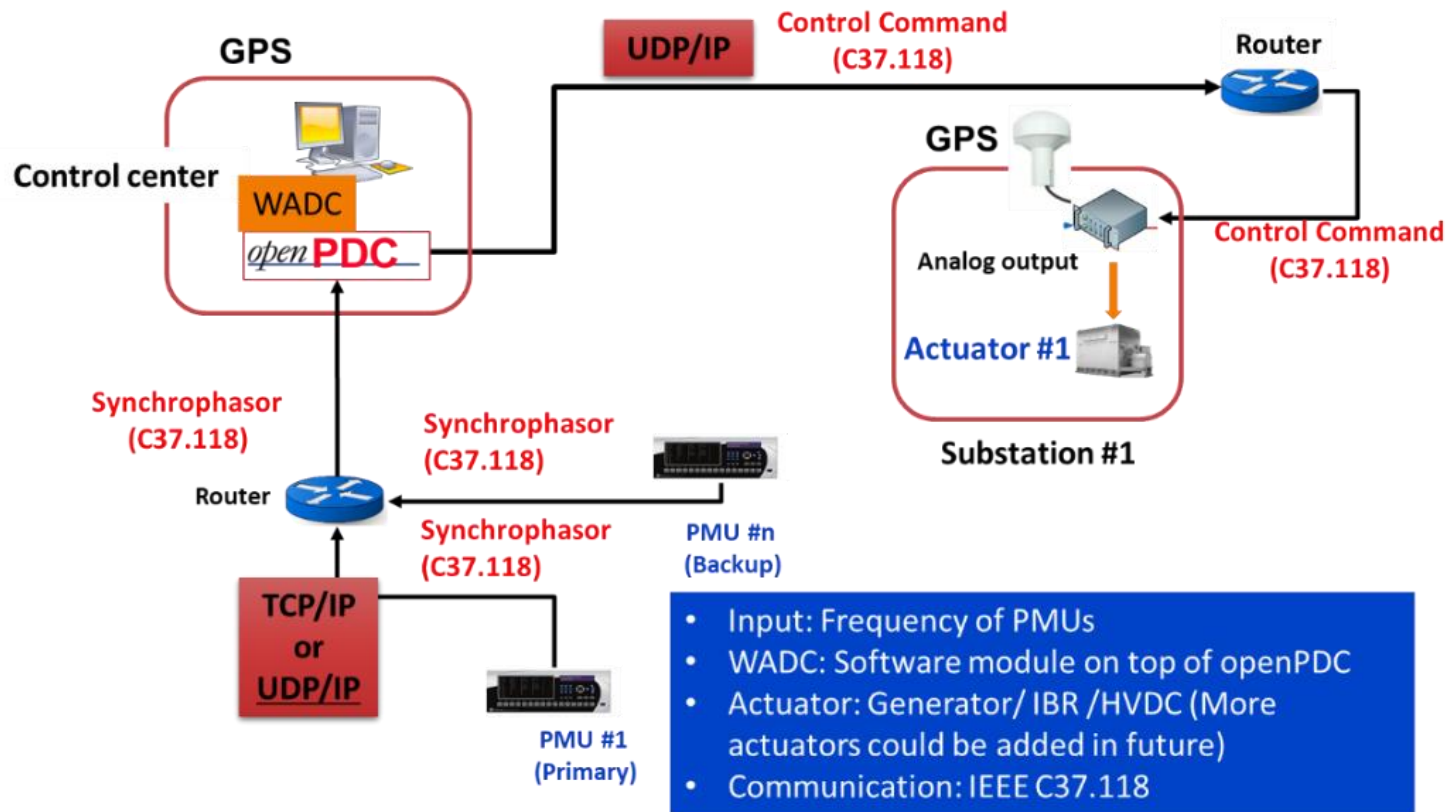 GPS
Control center
WADC
open PDC
UDP/IP
Control Command
(C37.118)
Router
GPS
Analog output
Actuator #1
Substation #1
Control Command
(C37.118)
Synchrophasor
(C37.118)
Synchrophasor
(C37.118)
Router
Synchrophasor
(C37.118)
PMU #n
(Backup)
TCP/IP
or
UDP/IP
PMU #1
(Primary)
• Input: Frequency of PMUs
• WADC: Software module on top of openPDC
• Actuator: Generator/ IBR /HVDC (More
actuators could be added in future)
• Communication: IEEE C37.118